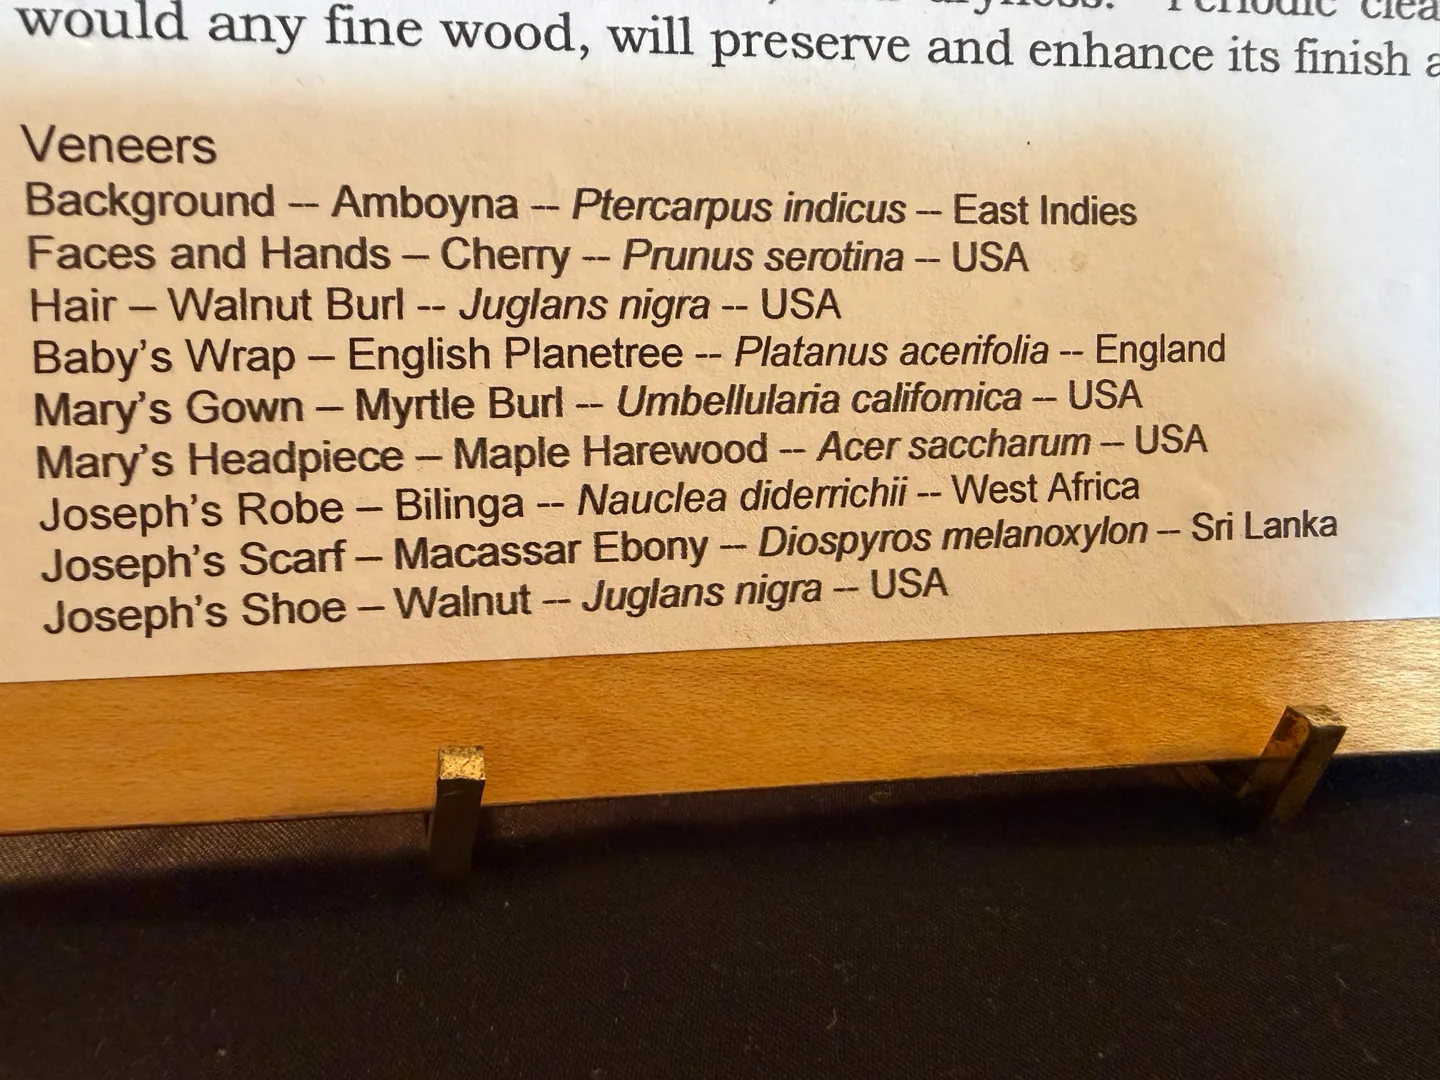 Periodic
would any fine wood, will preserve and enhance its finish
Veneers
Background -- Amboyna -- Ptercarpus indicus -- East Indies
Faces and Hands – Cherry -- Prunus serotina -- USA
Hair – Walnut Burl -- Juglans nigra -- USA
Baby's Wrap – English Planetree -- Platanus acerifolia -- England
Mary's Gown – Myrtle Burl -- Umbellularia californica -- USA
Mary's Headpiece – Maple Harewood -- Acer saccharum -- USA
Joseph's Robe – Bilinga -- Nauclea diderrichii -- West Africa
Joseph's Scarf – Macassar Ebony -- Diospyros melanoxylon -- Sri Lanka
Joseph's Shoe – Walnut -- Juglans nigra -- USA